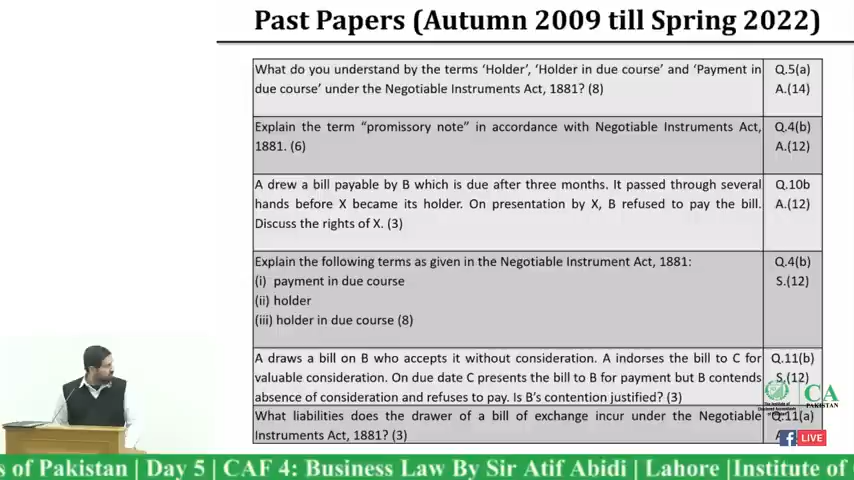 Past Papers (Autumn 2009 till Spring 2022)
What do you understand by the terms ‘Holder’, ‘Holder in due course’ and ‘Payment in
due course’ under the Negotiable Instruments Act, 1881? (8)
Q.5(a)
A.(14)
Explain the term “promissory note” in accordance with Negotiable Instruments Act,
1881. (6)
Q.4(b)
A.(12)
A drew a bill payable by B which is due after three months. It passed through several
hands before X became its holder. On presentation by X, B refused to pay the bill.
Discuss the rights of X. (3)
Q.10b
A.(12)
Explain the following terms as given in the Negotiable Instrument Act, 1881:
(i) payment in due course
(ii) holder
(iii) holder in due course (8)
Q.4(b)
S.(12)
A draws a bill on B who accepts it without consideration. A indorses the bill to C for
valuable consideration. On due date C presents the bill to B for payment but B contends
absence of consideration and refuses to pay. Is B’s contention justified? (3)
Q.11(b)
S.(12)
What liabilities does the drawer of a bill of exchange incur under the Negotiable
Instruments Act, 1881? (3)
Q.11(a)
CA
PAKISTAN
f LIVE
s of Pakistan | Day 5 | CAF 4: Business Law By Sir Atif Abidi | Lahore |Institute of